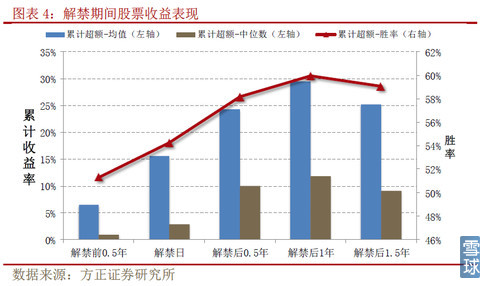 图表4：解禁期间股票收益表现
累计超额-均值（左轴）
累计超额-中位数（左轴）
累计超额-胜率（右轴）
35%
30%
25%
20%
15%
10%
5%
0%
累计收益率
62%
60%
58%
56%
54%
52%
50%
48%
46%
胜率
解禁前0.5年
解禁日
解禁后0.5年
解禁后1年
解禁后1.5年
雪球
数据来源：方正证券研究所